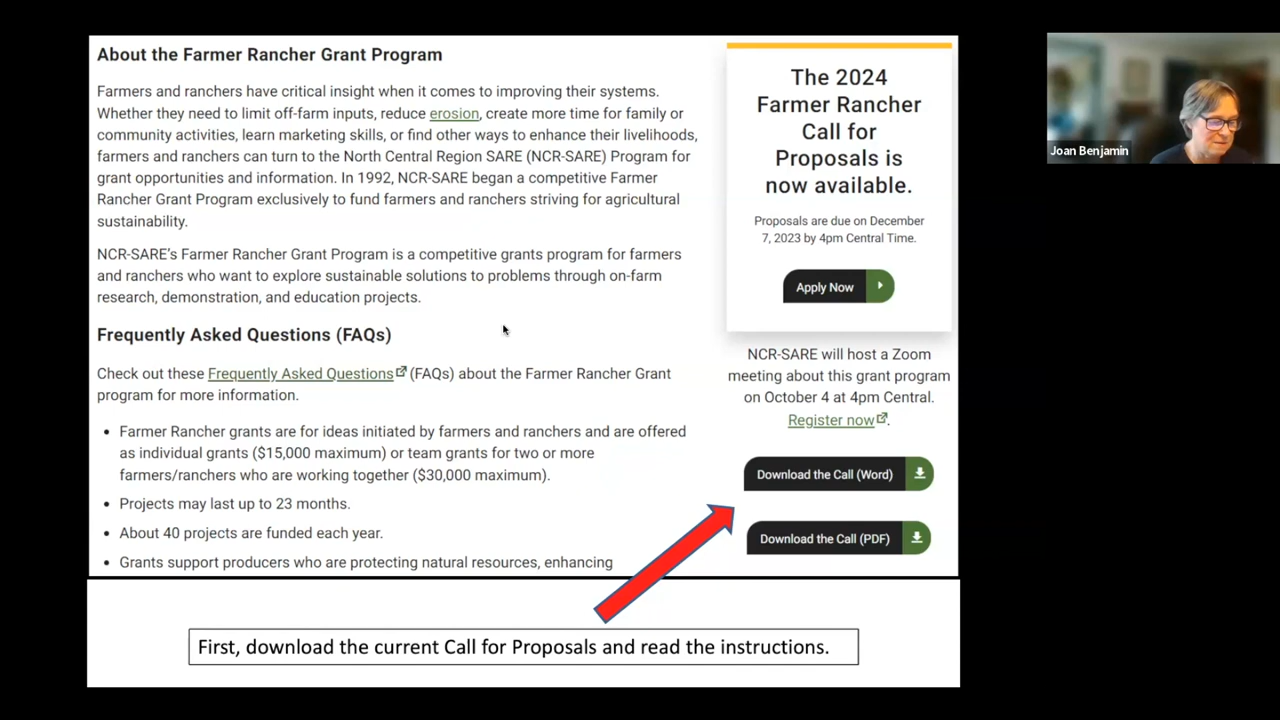 About the Farmer Rancher Grant Program
Farmers and ranchers have critical insight when it comes to improving their systems.
Whether they need to limit off-farm inputs, reduce erosion, create more time for family or
community activities, learn marketing skills, or find other ways to enhance their livelihoods,
farmers and ranchers can turn to the North Central Region SARE (NCR-SARE) Program for
grant opportunities and information. In 1992, NCR-SARE began a competitive Farmer
Rancher Grant Program exclusively to fund farmers and ranchers striving for agricultural
sustainability.
NCR-SARE's Farmer Rancher Grant Program is a competitive grants program for farmers
and ranchers who want to explore sustainable solutions to problems through on-farm
research, demonstration, and education projects.
Frequently Asked Questions (FAQs)
Check out these Frequently Asked Questions (FAQs) about the Farmer Rancher Grant
program for more information.
• Farmer Rancher grants are for ideas initiated by farmers and ranchers and are offered
as individual grants ($15,000 maximum) or team grants for two or more
farmers/ranchers who are working together ($30,000 maximum).
• Projects may last up to 23 months.
• About 40 projects are funded each year.
• Grants support producers who are protecting natural resources, enhancing
The 2024
Farmer Rancher
Call for
Proposals is
now available.
Proposals are due on December
7, 2023 by 4pm Central Time.
Apply Now
NCR-SARE will host a Zoom
meeting about this grant program
on October 4 at 4pm Central.
Register now.
Download the Call (Word)
Download the Call (PDF)
First, download the current Call for Proposals and read the instructions.
Joan Benjamin